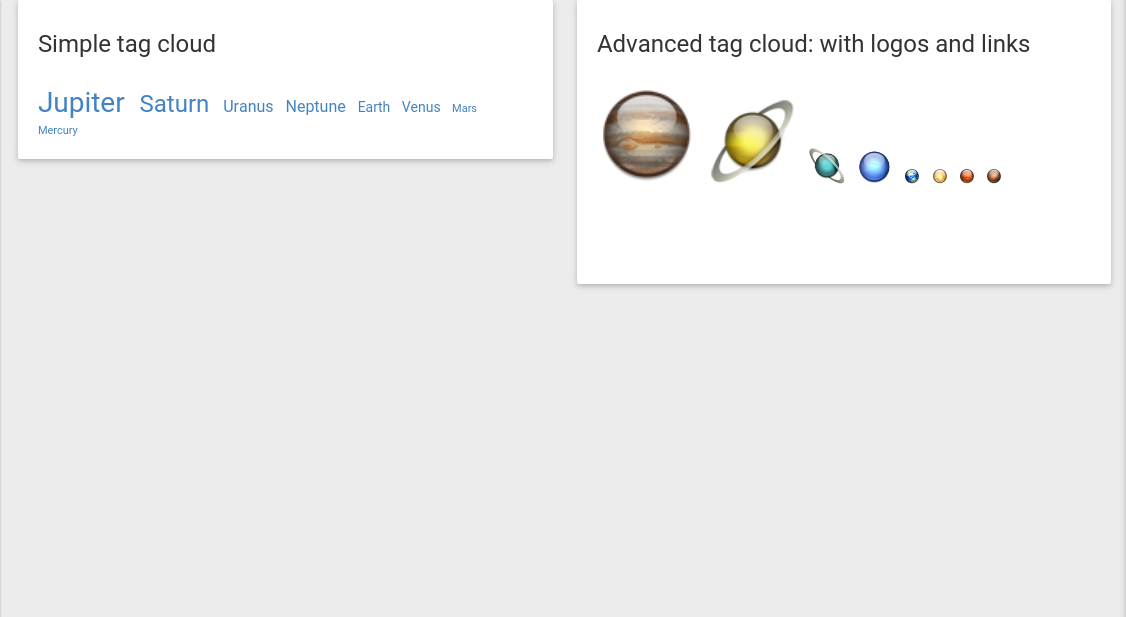 Simple tag cloud
Jupiter Saturn Uranus Neptune Earth Venus Mars
Mercury
Advanced tag cloud: with logos and links